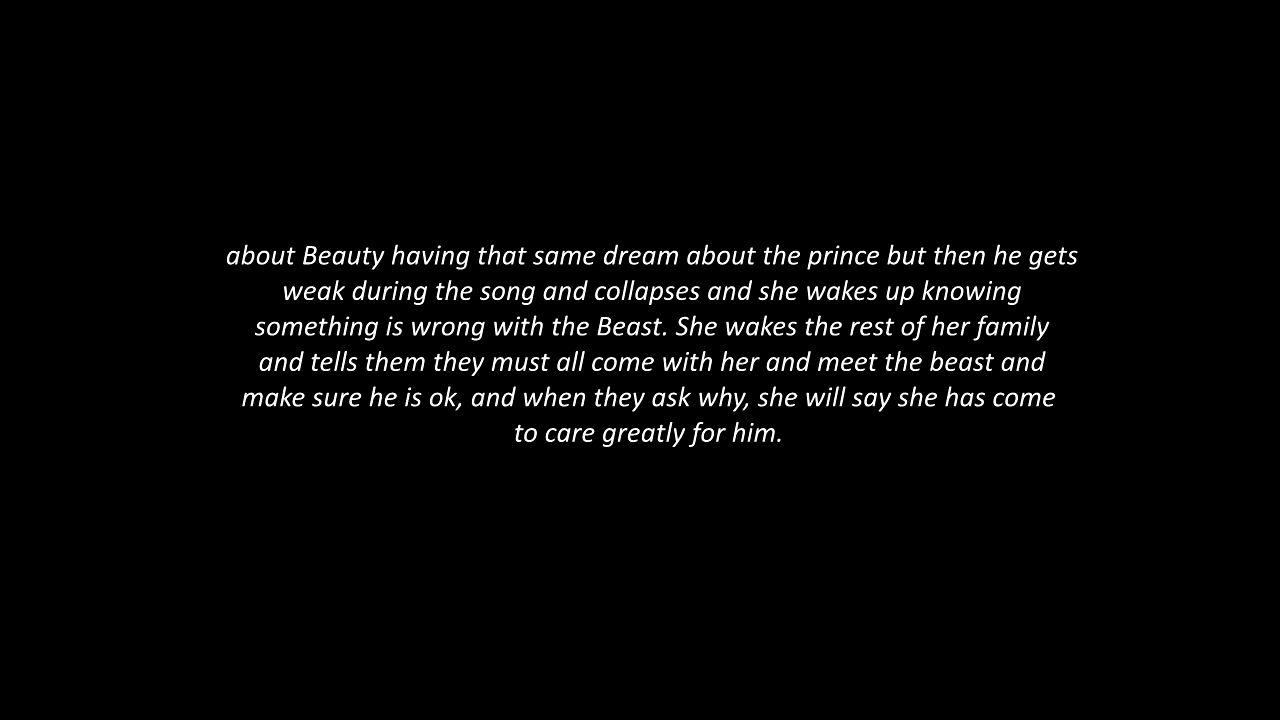 about Beauty having that same dream about the prince but then he gets
weak during the song and collapses and she wakes up knowing
something is wrong with the Beast. She wakes the rest of her family
and tells them they must all come with her and meet the beast and
make sure he is ok, and when they ask why, she will say she has come
to care greatly for him.